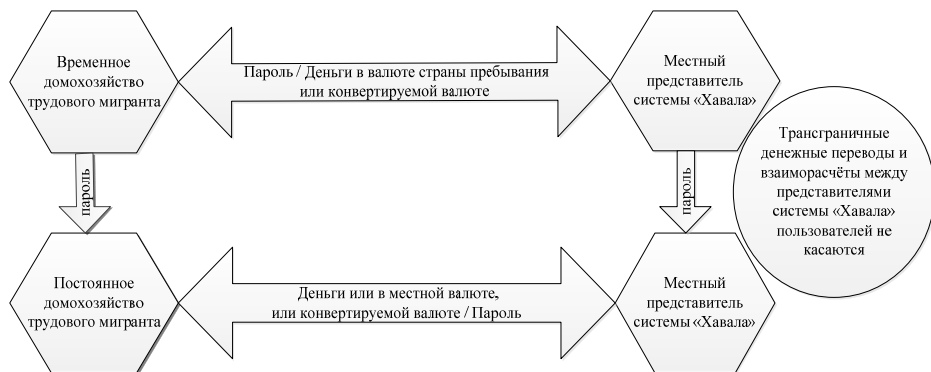 Временное
домохозяйство
трудового мигранта
Пароль / Деньги в валюте страны пребывания
или конвертируемой валюте
Местный
представитель
системы «Хавала»
Трансграничные
денежные переводы и
взаиморасчёты между
представителями
системы «Хавала»
пользователей не
касаются
пароль
пароль
Постоянное
домохозяйство
трудового мигранта
Деньги или в местной валюте,
или конвертируемой валюте / Пароль
Местный
представитель
системы «Хавала»